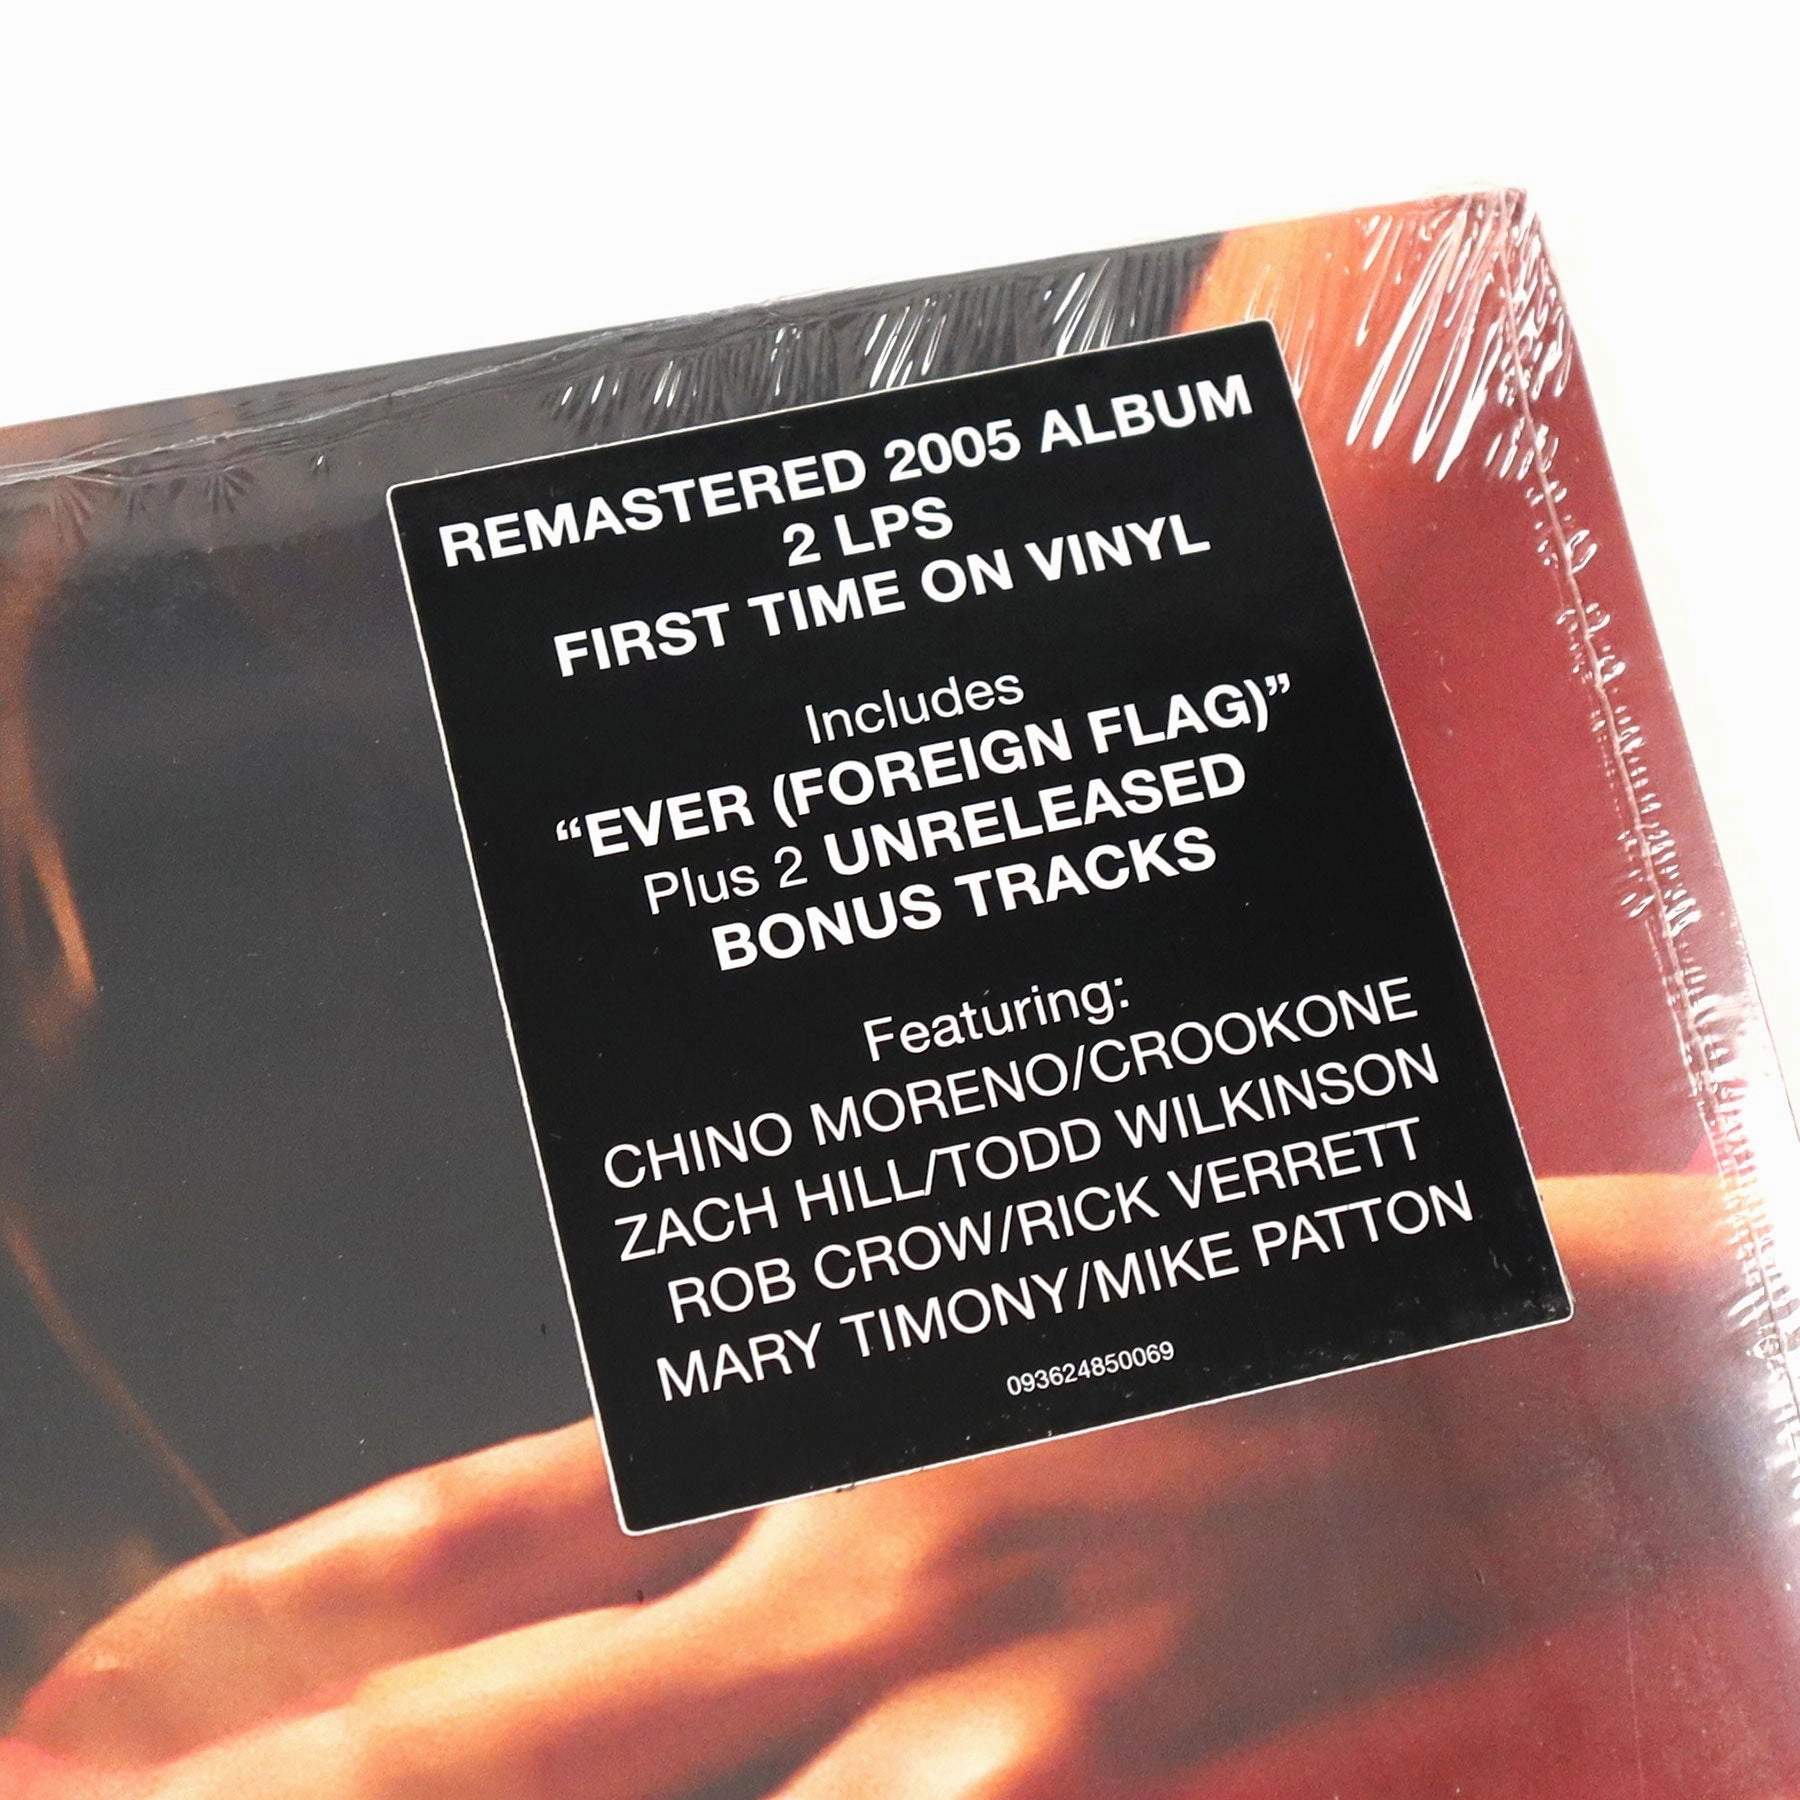 REMASTERED 2005 ALBUM
2 LPS
FIRST TIME ON VINYL
Includes
“EVER (FOREIGN FLAG)”
Plus 2 UNRELEASED
BONUS TRACKS
Featuring:
CHINO MORENO/CROOKONE
ZACH HILL/TODD WILKINSON
ROB CROW/RICK VERRETT
MARY TIMONY/MIKE PATTON
093624850069